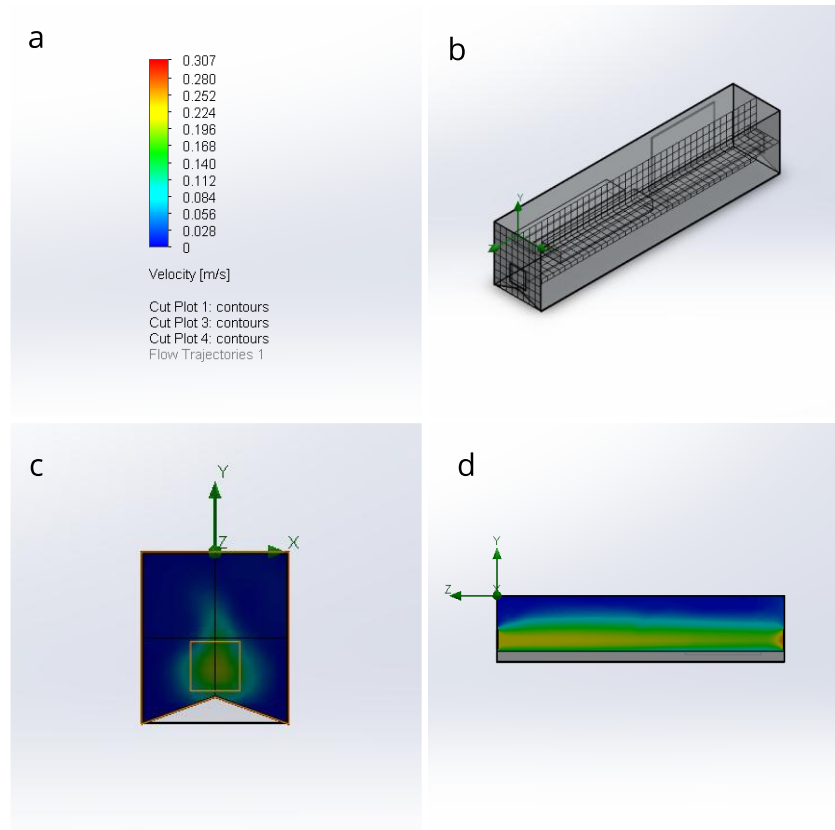 a
0.307
0.280
0.252
0.224
0.196
0.168
0.140
0.112
0.084
0.056
0.028
0
Velocity [m/s]
Cut Plot 1: contours
Cut Plot 3: contours
Cut Plot 4: contours
Flow Trajectories 1
b
Y
c
Y
Z
X
d
Y
Z